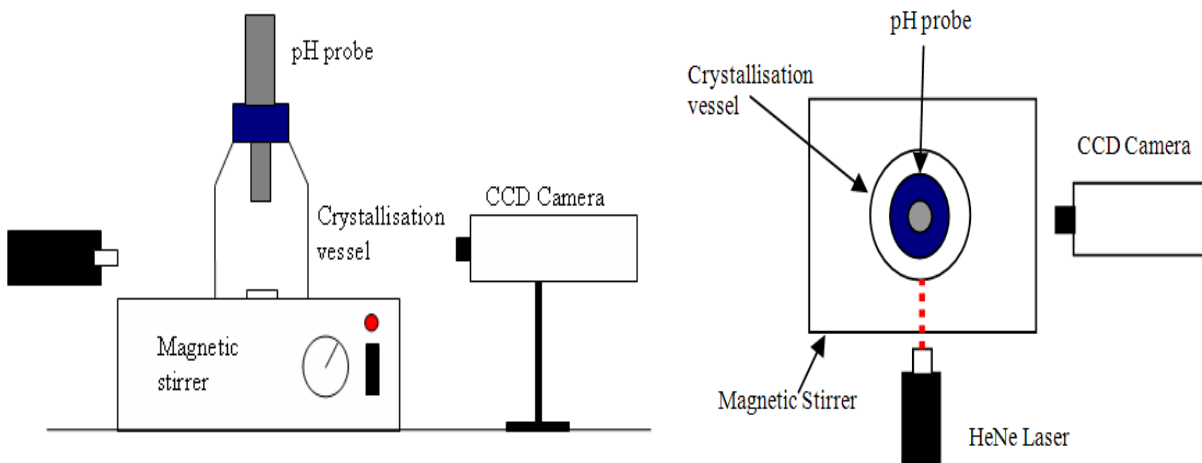 pH probe
Crystallisation
vessel
CCD Camera
Magnetic
stirrer
pH probe
Crystallisation
vessel
CCD Camera
Magnetic Stirrer
HeNe Laser